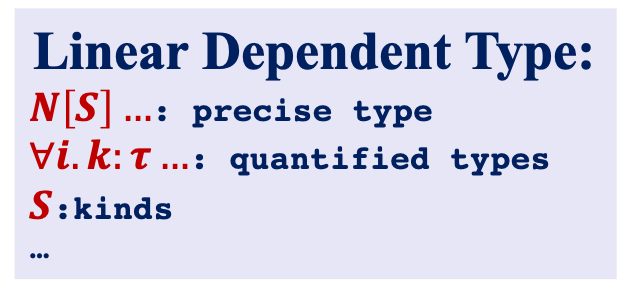 Linear Dependent Type:
N[S] ...: precise type
∀i.k:τ ...: quantified types
S:kinds
...